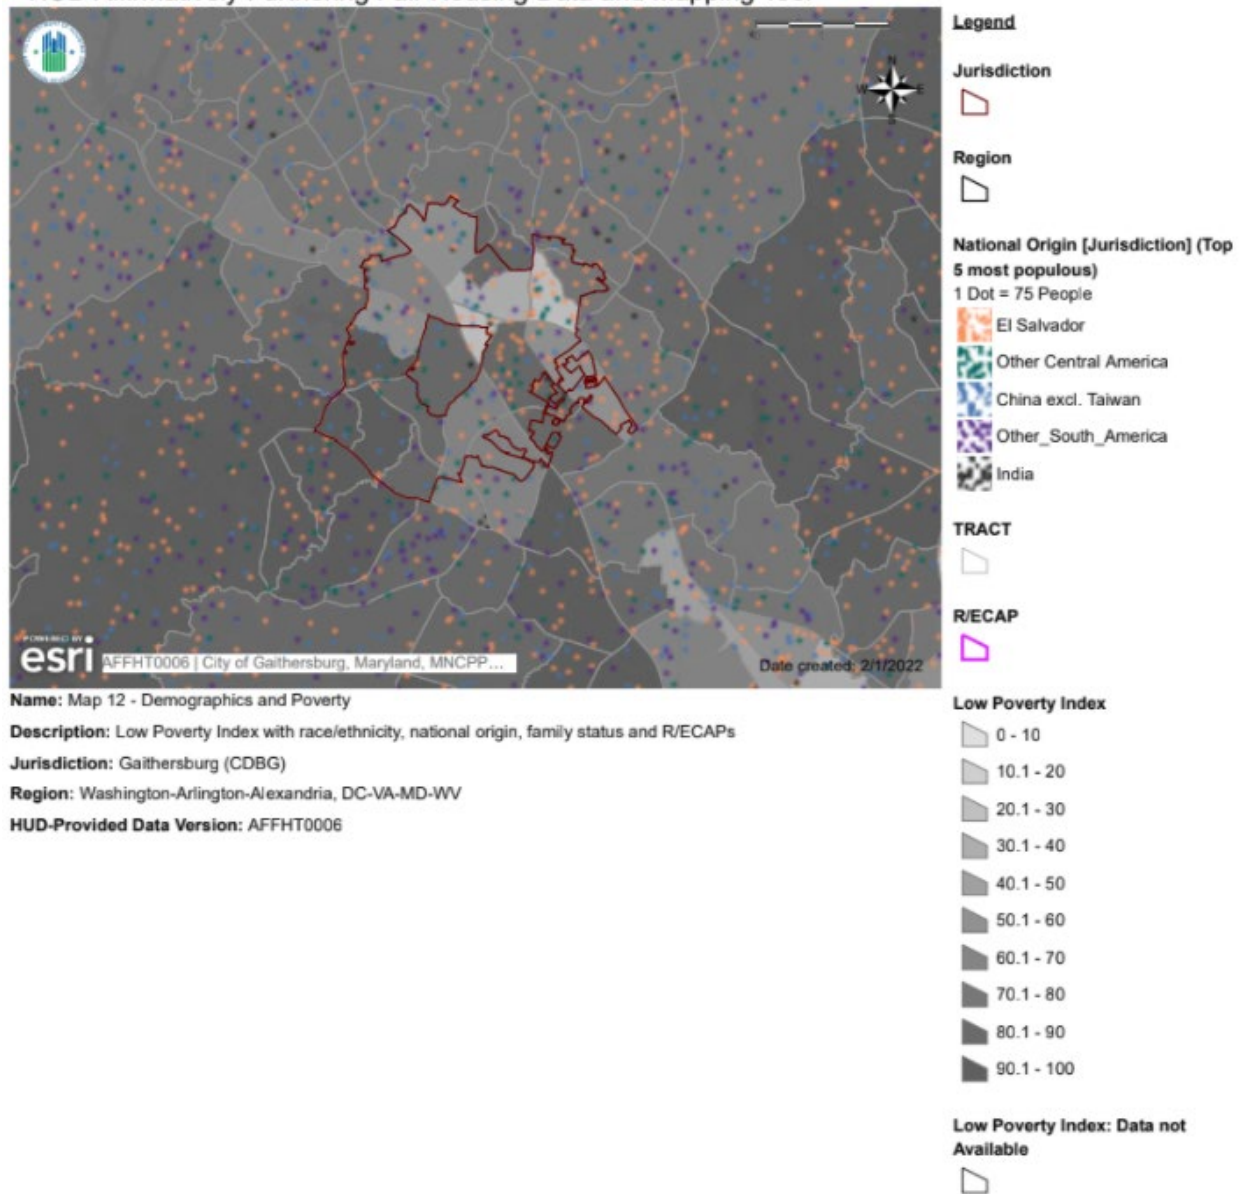 N
W E
S
POWERED BY
esri
AFFHT0006 | City of Gaithersburg, Maryland, MNCPP...
Date created: 2/1/2022
Name: Map 12 - Demographics and Poverty
Description: Low Poverty Index with race/ethnicity, national origin, family status and R/ECAPs
Jurisdiction: Gaithersburg (CDBG)
Region: Washington-Arlington-Alexandria, DC-VA-MD-WV
HUD-Provided Data Version: AFFHT0006
Legend
Jurisdiction
Region
National Origin [Jurisdiction] (Top
5 most populous)
1 Dot = 75 People
El Salvador
Other Central America
China excl. Taiwan
Other_South_America
India
TRACT
R/ECAP
Low Poverty Index
0 - 10
10.1 - 20
20.1 - 30
30.1 - 40
40.1 - 50
50.1 - 60
60.1 - 70
70.1 - 80
80.1 - 90
90.1 - 100
Low Poverty Index: Data not
Available